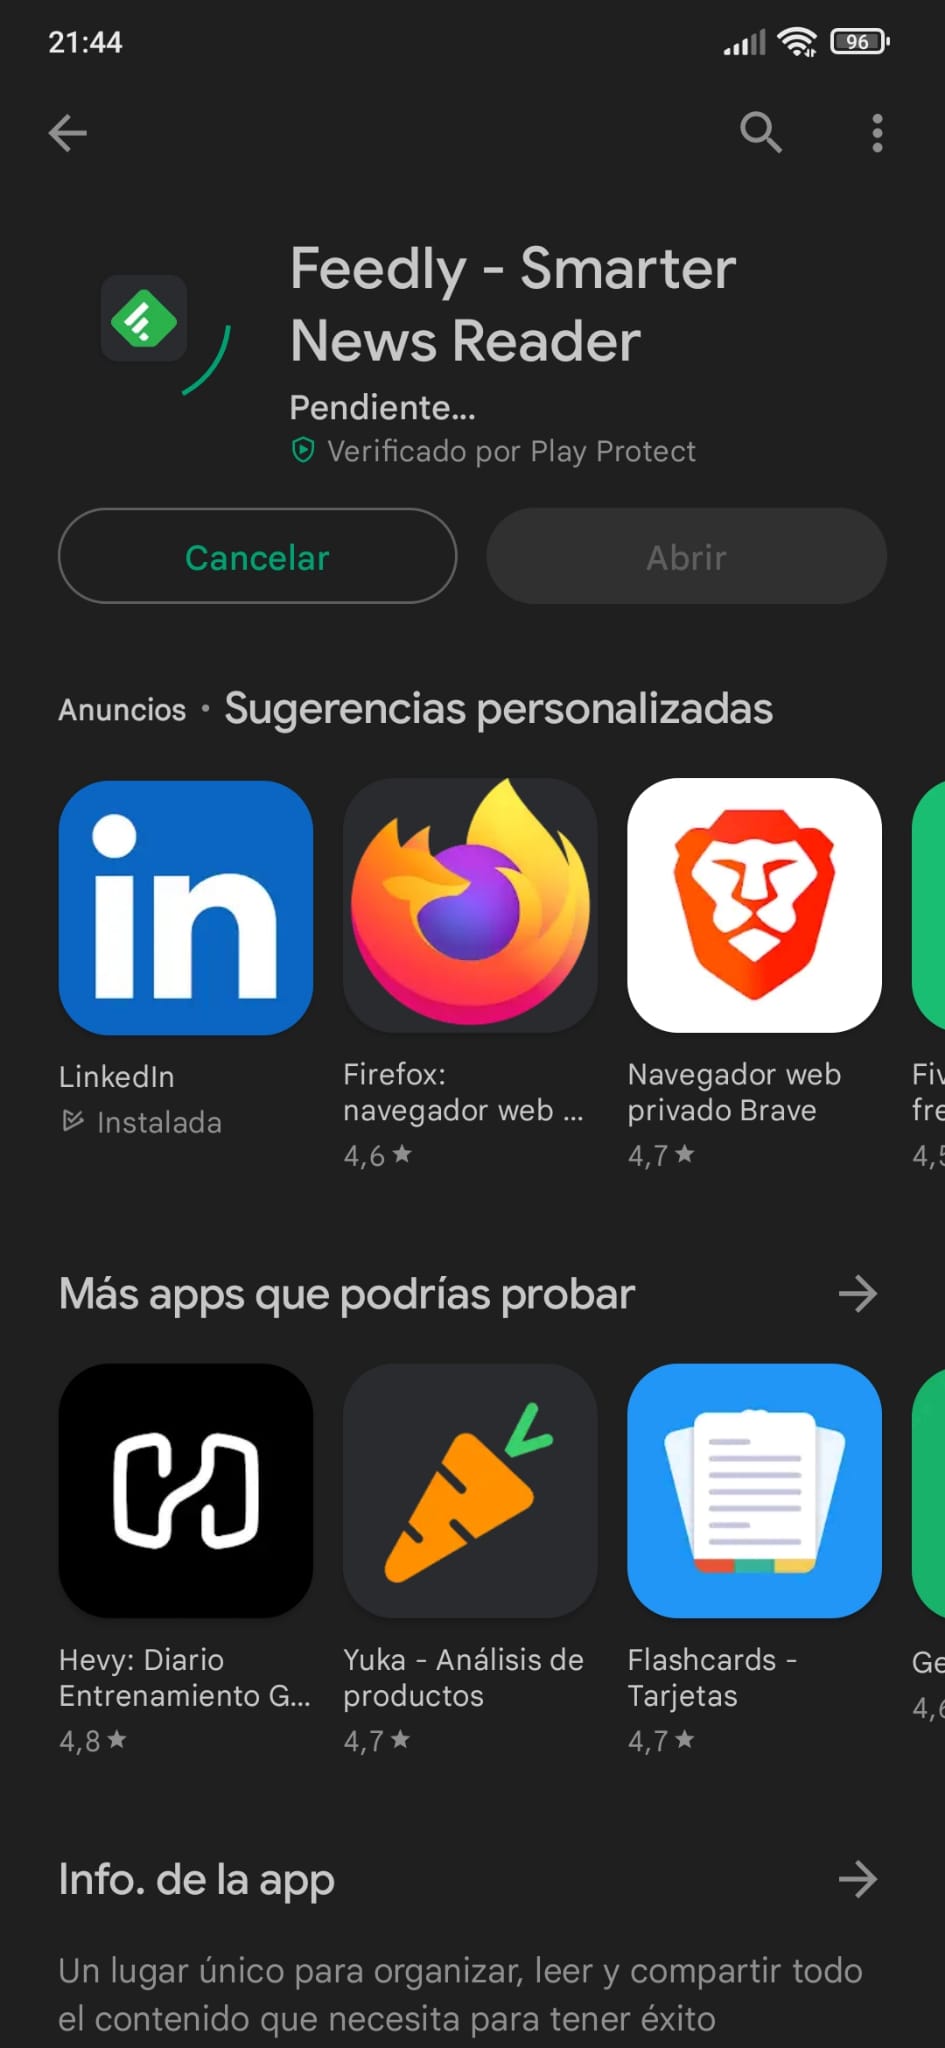 21:44
96
Feedly - Smarter
News Reader
Pendiente...
Verificado por Play Protect
Cancelar
Abrir
Anuncios • Sugerencias personalizadas
in
LinkedIn
Instalada
Firefox:
navegador web ...
4,6 ★
Navegador web
privado Brave
4,7 ★
Fiv
fre
4,5
Más apps que podrías probar
Hevy: Diario
Entrenamiento G...
4,8 ★
Yuka - Análisis de
productos
4,7 ★
Flashcards -
Tarjetas
4,7 ★
Ge
4,6
Info. de la app
Un lugar único para organizar, leer y compartir todo
el contenido que necesita para tener éxito